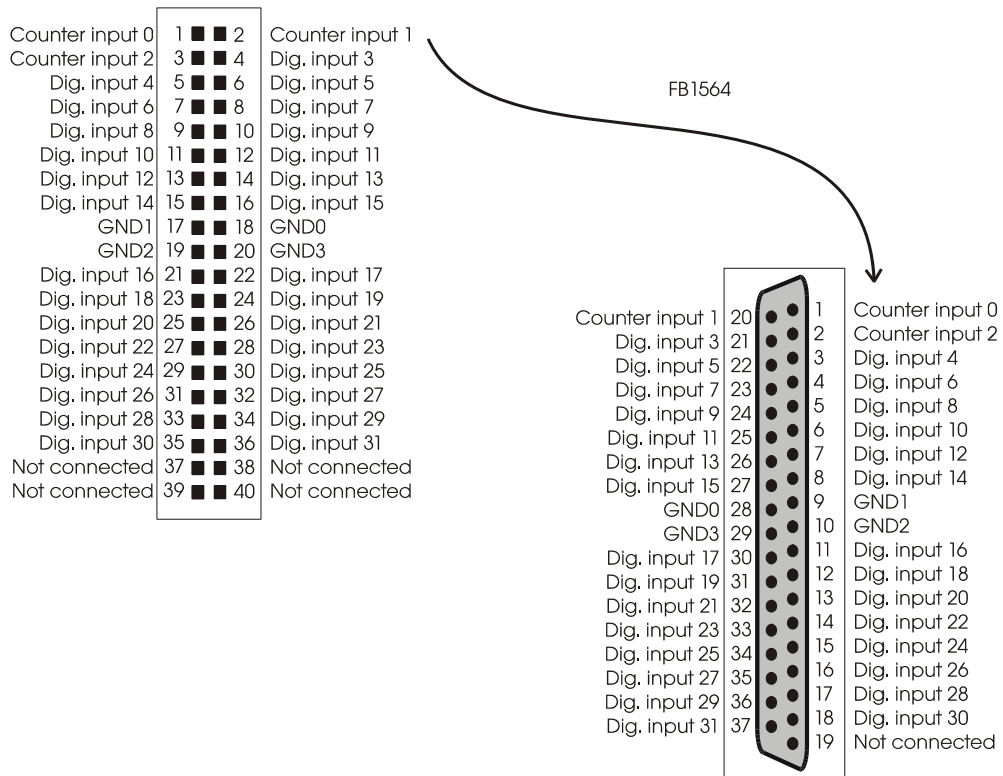 Counter input 0 1 2 Counter input 1
Counter input 2 3 4 Dig. input 3
Dig. input 4 5 6 Dig. input 5
Dig. input 6 7 8 Dig. input 7
Dig. input 8 9 10 Dig. input 9
Dig. input 10 11 12 Dig. input 11
Dig. input 12 13 14 Dig. input 13
Dig. input 14 15 16 Dig. input 15
GND1 17 18 GND0
GND2 19 20 GND3
Dig. input 16 21 22 Dig. input 17
Dig. input 18 23 24 Dig. input 19
Dig. input 20 25 26 Dig. input 21
Dig. input 22 27 28 Dig. input 23
Dig. input 24 29 30 Dig. input 25
Dig. input 26 31 32 Dig. input 27
Dig. input 28 33 34 Dig. input 29
Dig. input 30 35 36 Dig. input 31
Not connected 37 38 Not connected
Not connected 39 40 Not connected
FB1564
1 Counter input 0
Counter input 1 20
2 Counter input 2
Dig. input 3 21
3 Dig. input 4
Dig. input 5 22
4 Dig. input 6
Dig. input 7 23
5 Dig. input 8
Dig. input 9 24
6 Dig. input 10
Dig. input 11 25
7 Dig. input 12
Dig. input 13 26
8 Dig. input 14
Dig. input 15 27
9 GND1
GND0 28
10 GND2
GND3 29
11 Dig. input 16
Dig. input 17 30
12 Dig. input 18
Dig. input 19 31
13 Dig. input 20
Dig. input 21 32
14 Dig. input 22
Dig. input 23 33
15 Dig. input 24
Dig. input 25 34
16 Dig. input 26
Dig. input 27 35
17 Dig. input 28
Dig. input 29 36
18 Dig. input 30
Dig. input 31 37
19 Not connected